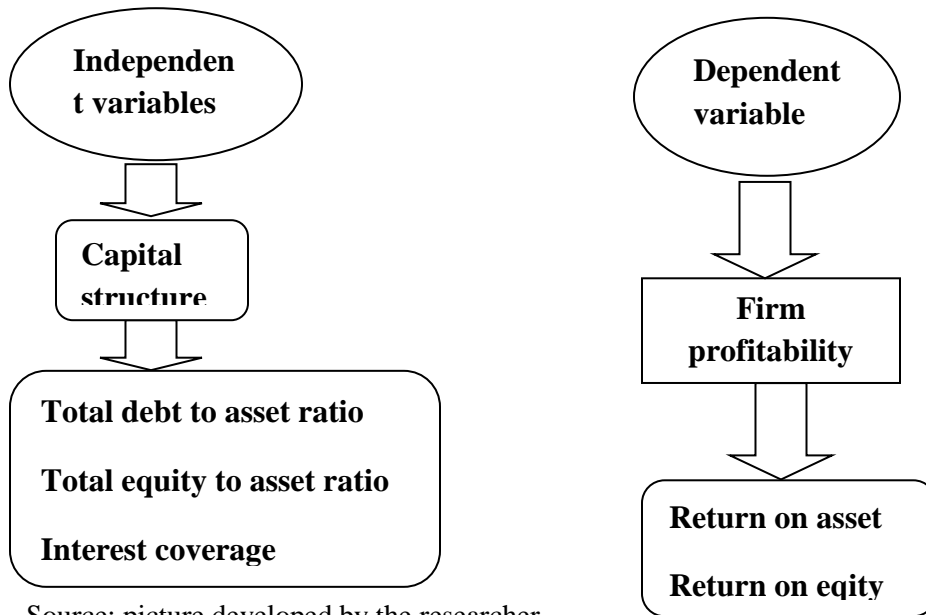 Independen
t variables
Capital
structure
Total debt to asset ratio
Total equity to asset ratio
Interest coverage
Dependent
variable
Firm
profitability
Return on asset
Return on eqity
Source: picture developed by the researcher